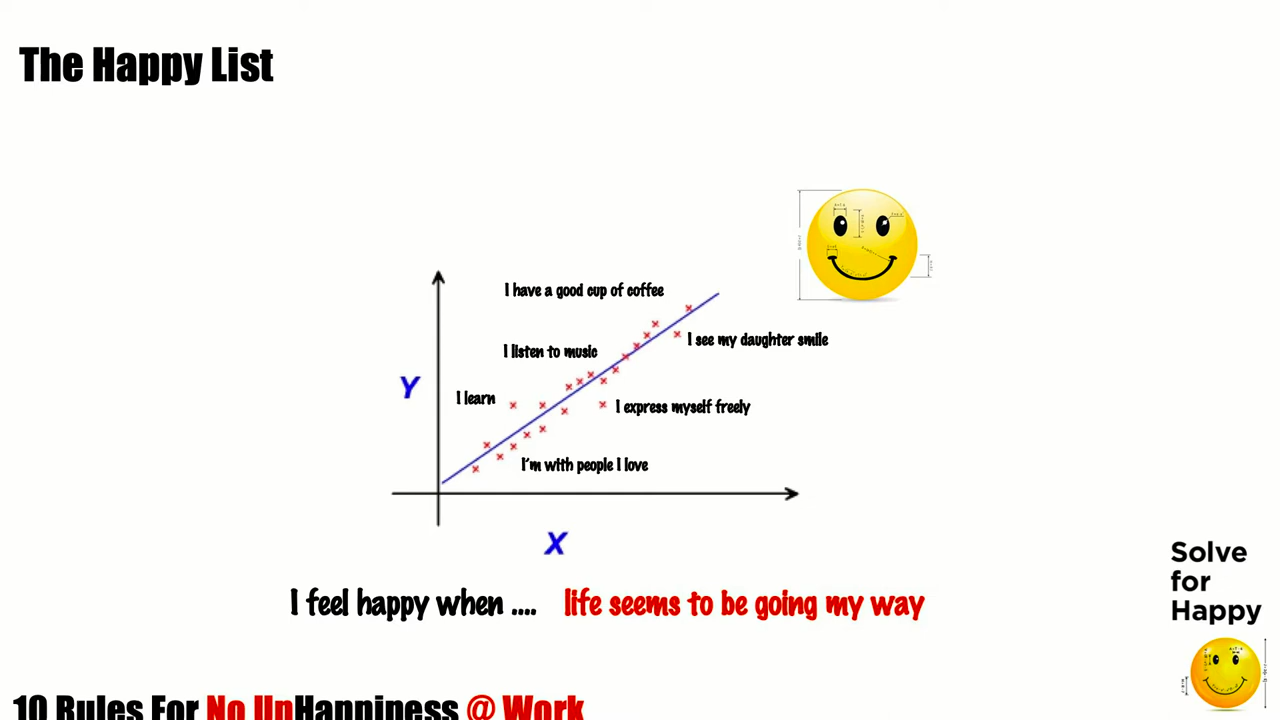 The Happy List
I have a good cup of coffee
I see my daughter smile
I listen to music
Y
I learn
I express myself freely
I'm with people I love
X
I feel happy when .... life seems to be going my way
Solve
for
Happy
10 Rules For No UnHappiness @ Work